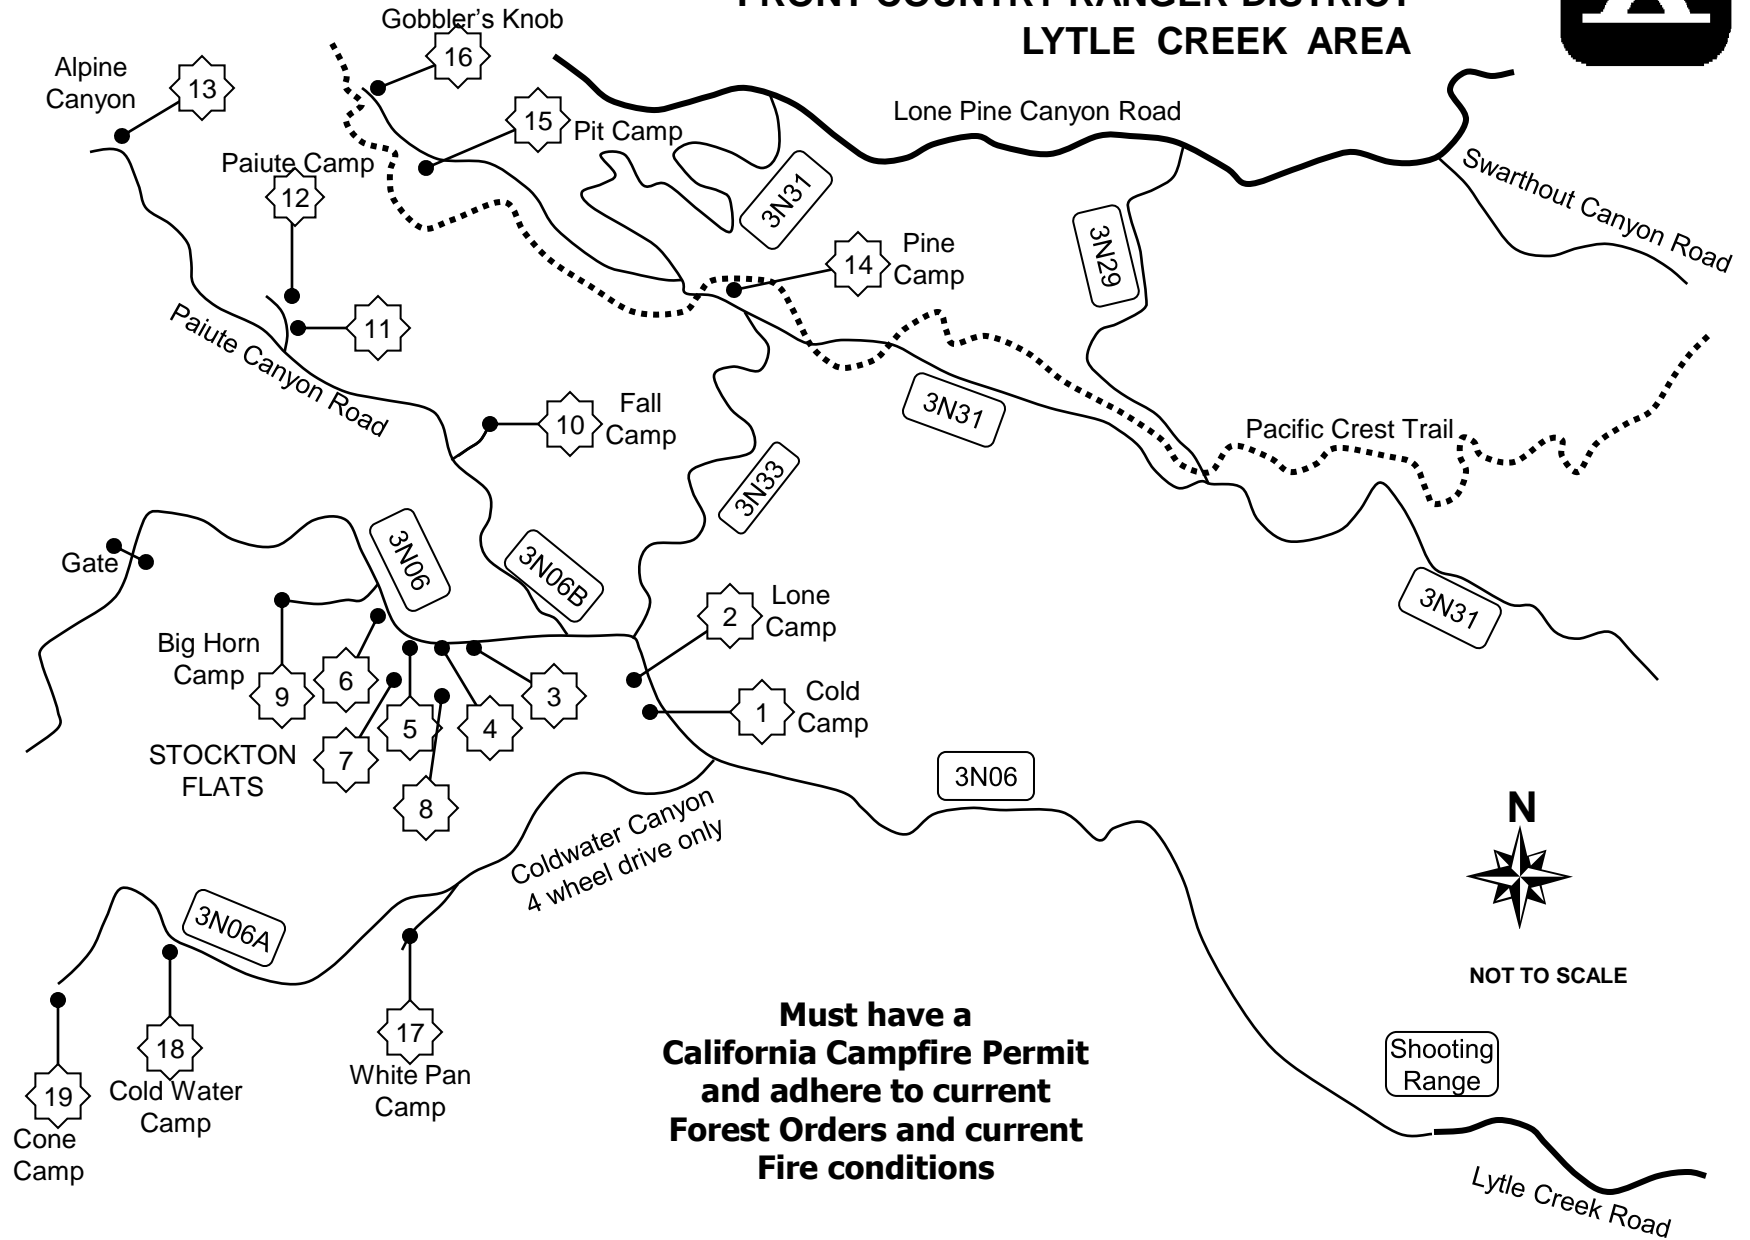 FRONT COUNTRY RANGER DISTRICT
LYTLE CREEK AREA
Gobbler's Knob
16
Alpine
Canyon
13
15
Pit Camp
Lone Pine Canyon Road
Swarthout Canyon Road
Paiute Camp
12
3N31
3N29
14
Pine
Camp
11
Paiute Canyon Road
10
Fall
Camp
3N31
Pacific Crest Trail
3N33
Gate
3N06
3N06B
3N31
2
Lone
Camp
Big Horn
Camp
9
6
3
1
Cold
Camp
5
4
7
STOCKTON
FLATS
8
3N06
Coldwater Canyon
4 wheel drive only
N
NOT TO SCALE
3N06A
17
White Pan
Camp
18
Cold Water
Camp
19
Cone
Camp
Must have a
California Campfire Permit
and adhere to current
Forest Orders and current
Fire conditions
Shooting
Range
Lytle Creek Road